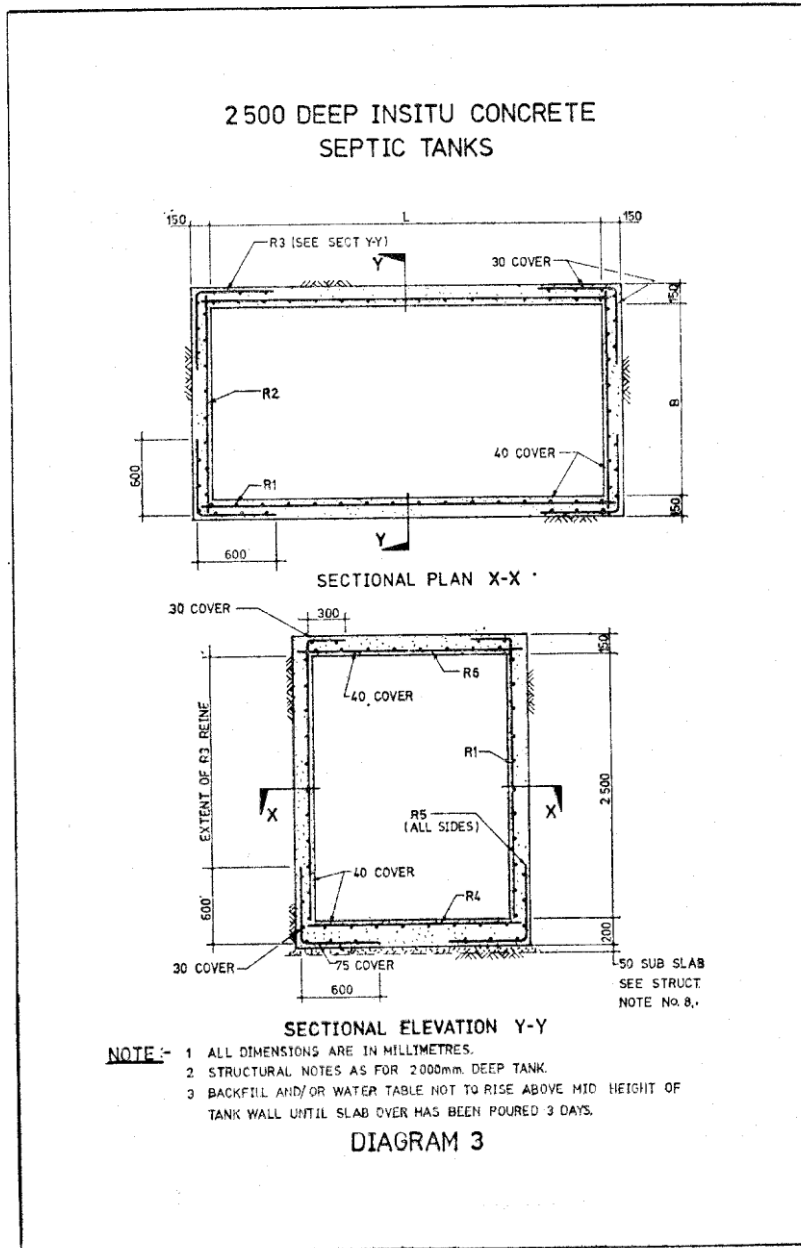 2500 DEEP INSITU CONCRETE
SEPTIC TANKS
150
L
150
R3 (SEE SECT Y-Y)
Y
30 COVER
150
R2
B
40 COVER
600
R1
150
Y
600
SECTIONAL PLAN X-X
30 COVER
300
150
R6
40 COVER
EXTENT OF R3 REINF
R1
2500
X
X
R5
(ALL SIDES)
40 COVER
R4
600
200
30 COVER
75 COVER
600
50 SUB SLAB
SEE STRUCT.
NOTE No. 8.
SECTIONAL ELEVATION Y-Y
NOTE:- 1 ALL DIMENSIONS ARE IN MILLIMETRES.
2 STRUCTURAL NOTES AS FOR 2000mm. DEEP TANK.
3 BACKFILL AND/OR WATER TABLE NOT TO RISE ABOVE MID HEIGHT OF
TANK WALL UNTIL SLAB OVER HAS BEEN POURED 3 DAYS.
DIAGRAM 3